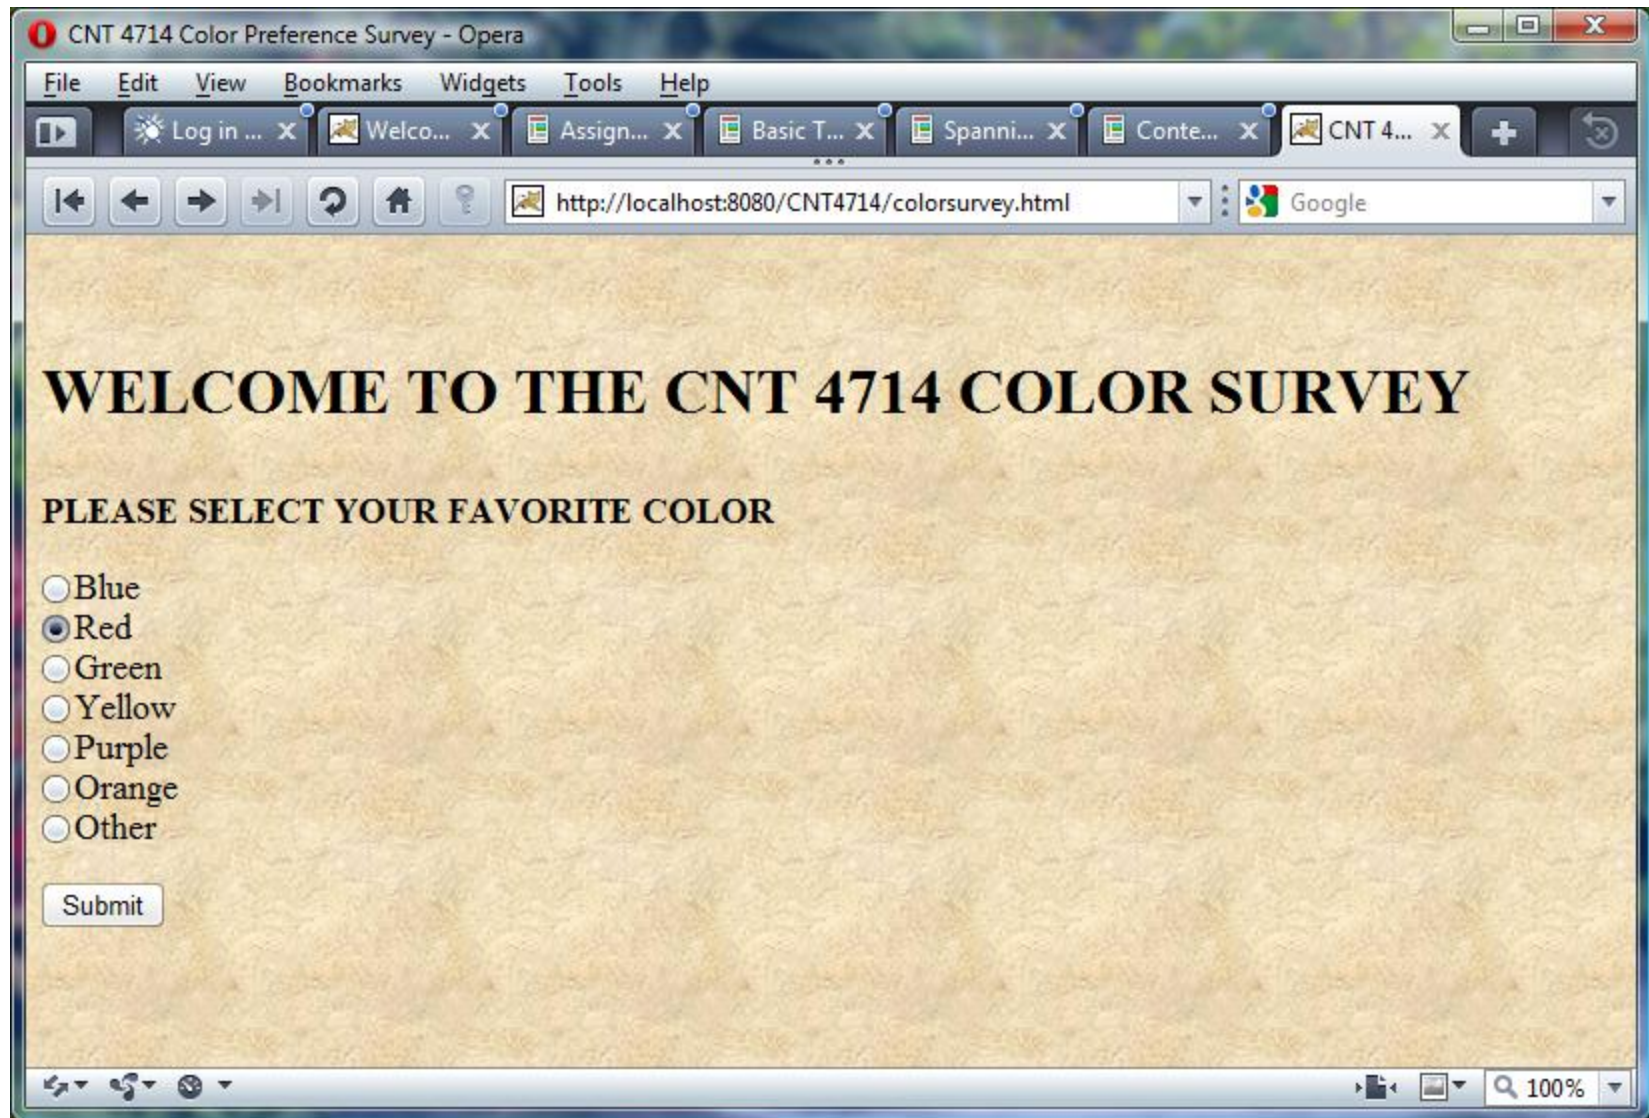 CNT 4714 Color Preference Survey - Opera
File Edit View Bookmarks Widgets Tools Help
Log in ... Welco... Assign... Basic T... Spanni... Conte... CNT 4...
http://localhost:8080/CNT4714/colorsurvey.html Google
WELCOME TO THE CNT 4714 COLOR SURVEY
PLEASE SELECT YOUR FAVORITE COLOR
Blue
Red
Green
Yellow
Purple
Orange
Other
Submit
100%